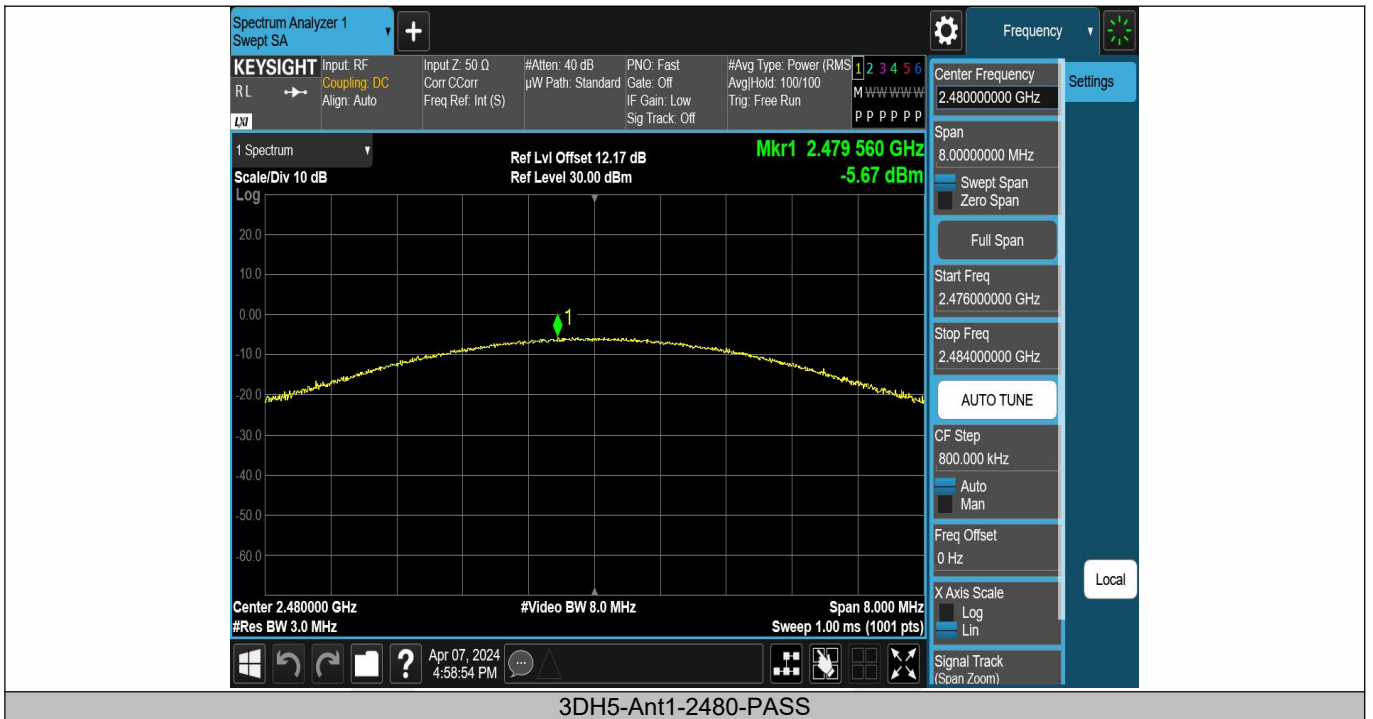 Spectrum Analyzer 1
Swept SA
Frequency
KEYSIGHT
RL
LXI
Input: RF
Coupling: DC
Align: Auto
Input Z: 50 Ω
Corr CCorr
Freq Ref: Int (S)
#Atten: 40 dB
µW Path: Standard
PNO: Fast
Gate: Off
IF Gain: Low
Sig Track: Off
#Avg Type: Power (RMS
Avg|Hold: 100/100
Trig: Free Run
1 2 3 4 5 6
M W W W W W
P P P P P P
1 Spectrum
Scale/Div 10 dB
Log
Ref Lvl Offset 12.17 dB
Ref Level 30.00 dBm
Mkr1 2.479 560 GHz
-5.67 dBm
20.0
10.0
0.00
-10.0
-20.0
-30.0
-40.0
-50.0
-60.0
1
Center 2.480000 GHz
#Res BW 3.0 MHz
#Video BW 8.0 MHz
Span 8.000 MHz
Sweep 1.00 ms (1001 pts)
Apr 07, 2024
4:58:54 PM
Center Frequency
2.480000000 GHz
Settings
Span
8.00000000 MHz
Swept Span
Zero Span
Full Span
Start Freq
2.476000000 GHz
Stop Freq
2.484000000 GHz
AUTO TUNE
CF Step
800.000 kHz
Auto
Man
Freq Offset
0 Hz
X Axis Scale
Log
Lin
Local
Signal Track
(Span Zoom)
3DH5-Ant1-2480-PASS